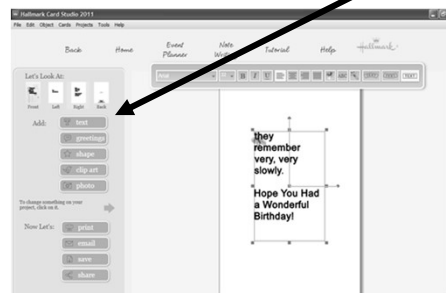 Hallmark Card Studio 2011
File Edit Object Cards Projects Tools Help
Back Home Event Planner Note Writing Tutorial Help Hallmark
Let's Look At:
Front Left Right Back
Add: text
greetings
shape
clip art
photo
To change something on your
project, click on it.
Now Let's: print
email
save
share
they
remember
very, very
slowly.
Hope You Had
a Wonderful
Birthday!